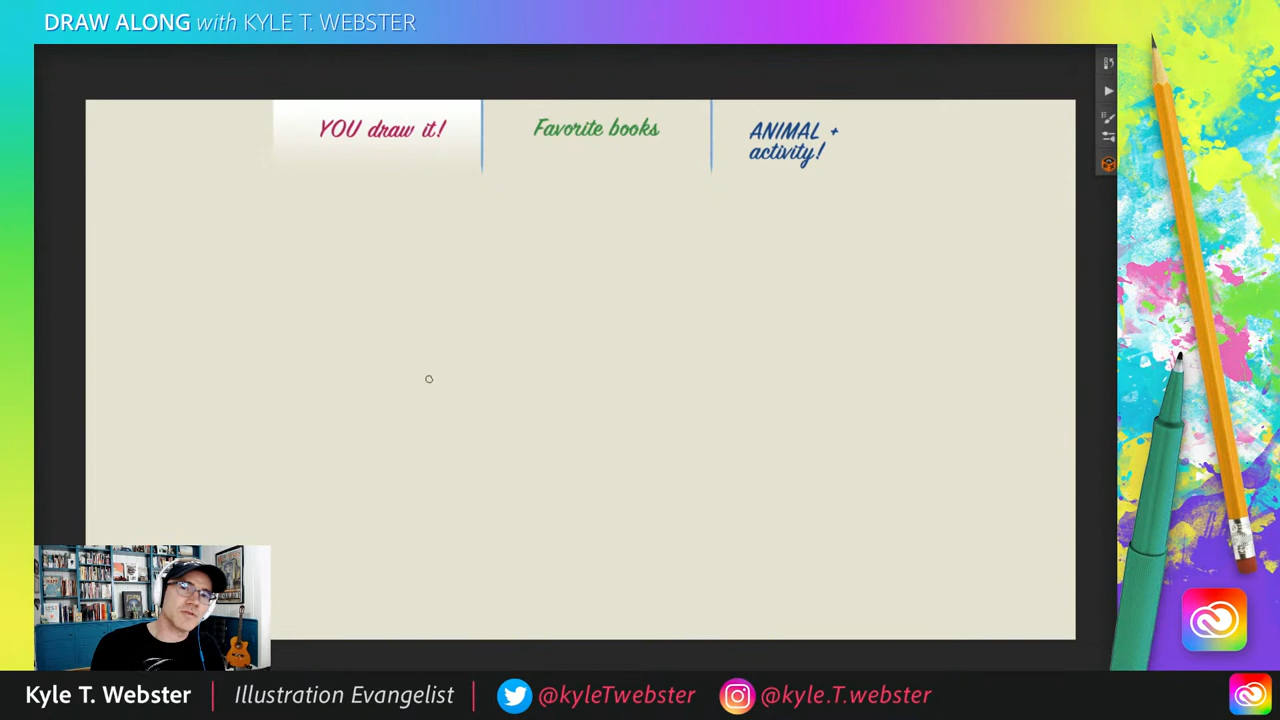 DRAW ALONG with KYLE T. WEBSTER
YOU draw it!
Favorite books
ANIMAL +
activity!
Kyle T. Webster | Illustration Evangelist | @kyleTwebster @kyle.T.webster